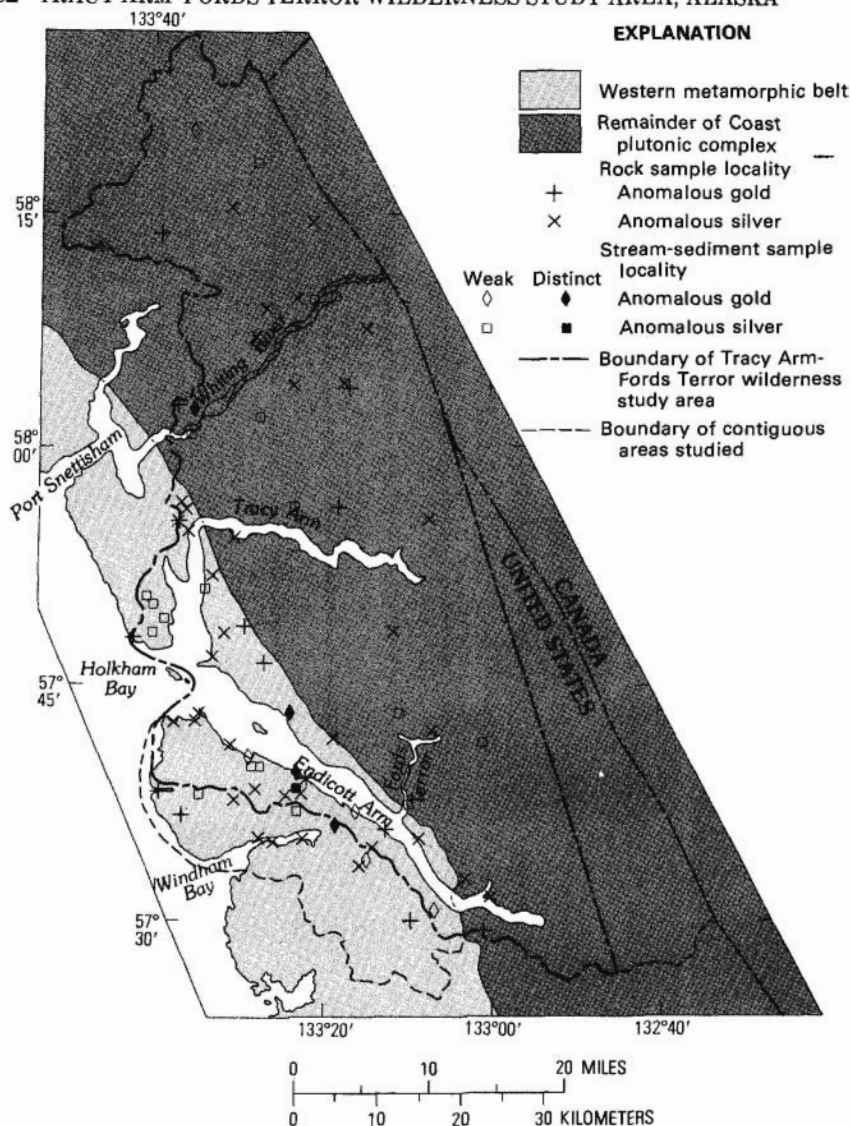 TRACY ARM-FORDS TERROR WILDERNESS STUDY AREA, ALASKA
133°40′
EXPLANATION
Western metamorphic belt
Remainder of Coast
plutonic complex
Rock sample locality
Anomalous gold
Anomalous silver
Stream-sediment sample
locality
Weak Distinct
Anomalous gold
Anomalous silver
Boundary of Tracy Arm-
Fords Terror wilderness
study area
Boundary of contiguous
areas studied
58°
15′
Whiting River
58°
00′
Port Snettisham
Tracy Arm
CANADA
UNITED STATES
Holkham
Bay
57°
45′
Endicott Arm
Fords
Terror
Windham
Bay
57°
30′
133°20′ 133°00′ 132°40′
0 10 20 MILES
0 10 20 30 KILOMETERS